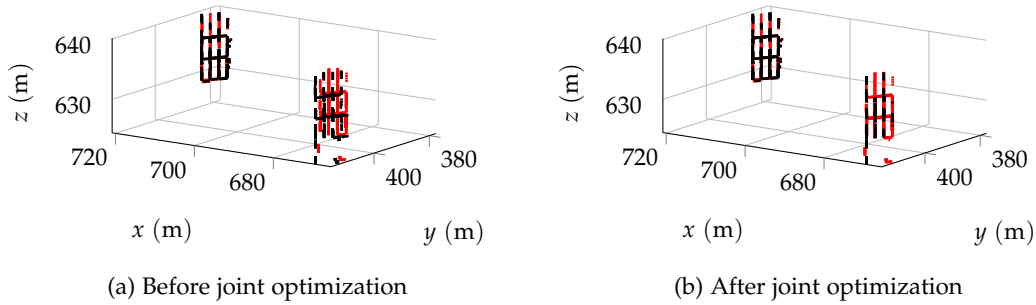 640
630
z (m)
720
700
680
400
380
x (m)
y (m)
(a) Before joint optimization
640
630
z (m)
720
700
680
400
380
x (m)
y (m)
(b) After joint optimization